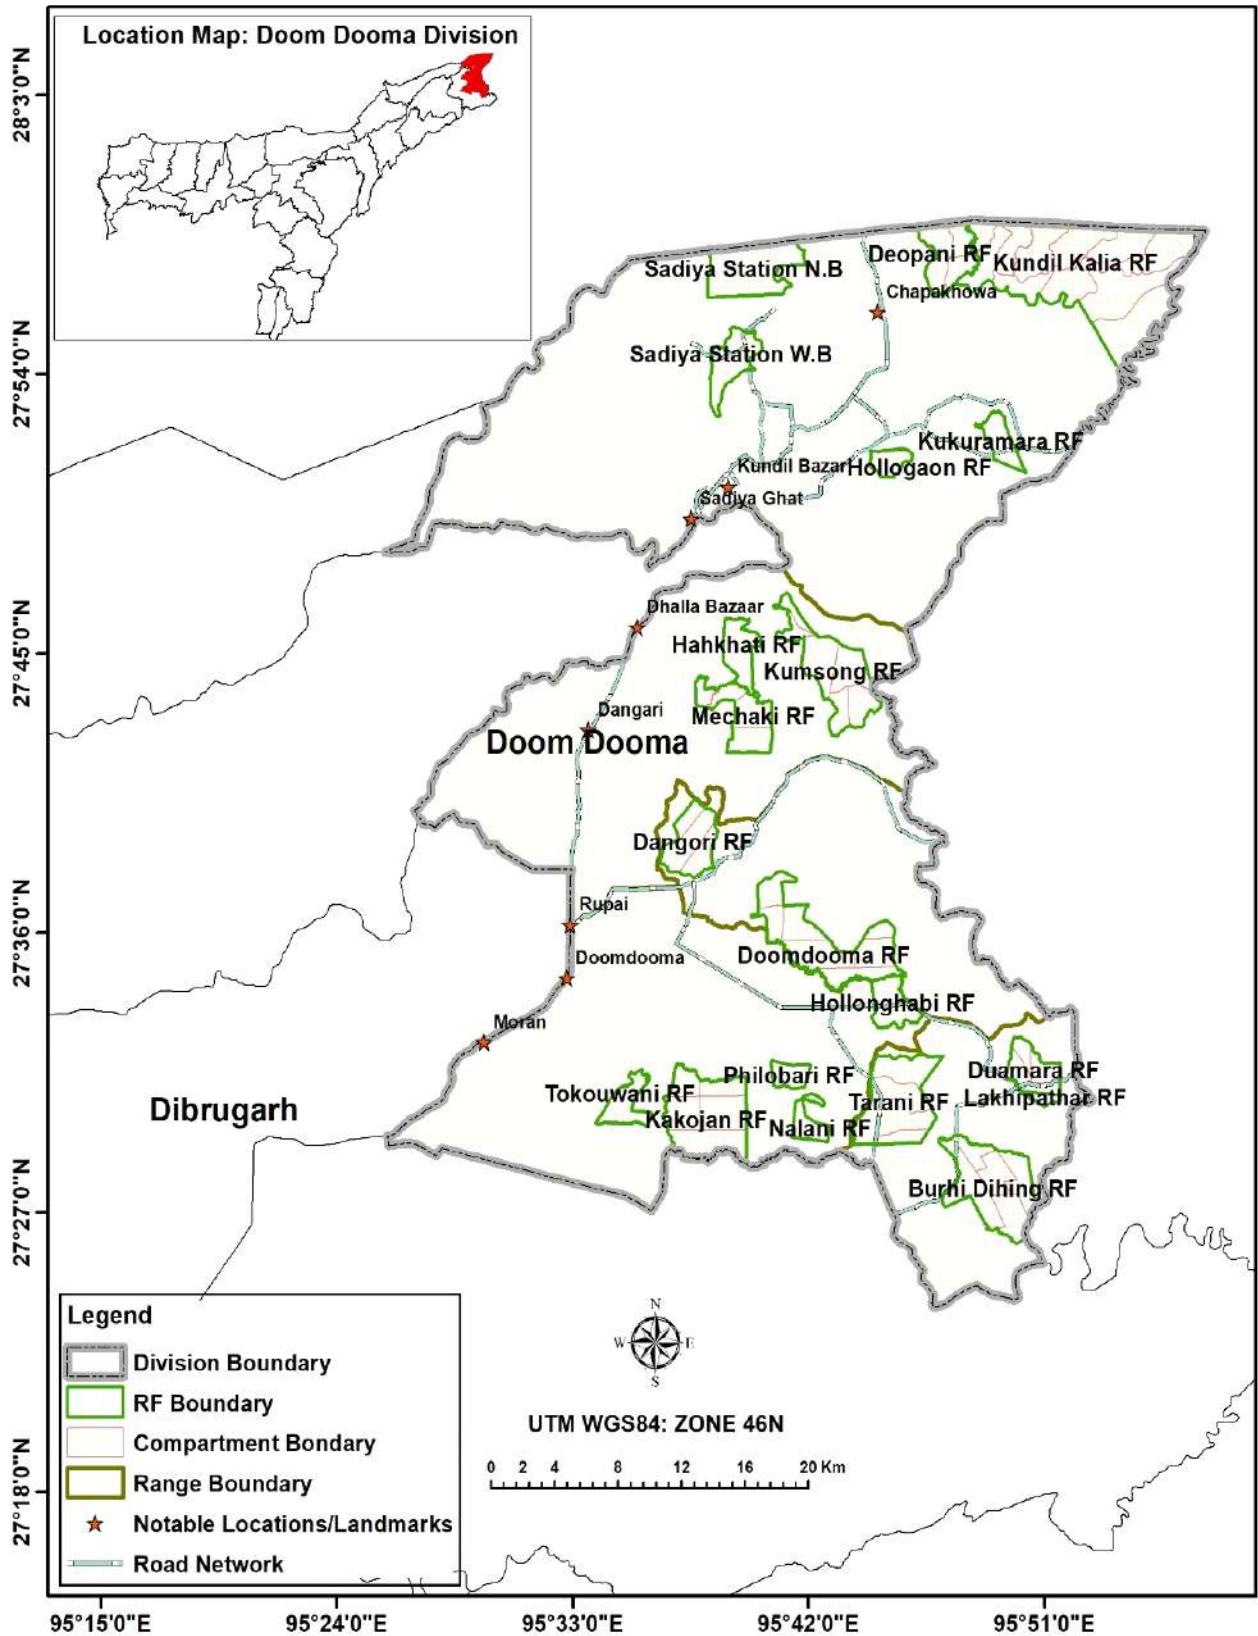 Location Map: Doom Dooma Division
28°3'0"N
27°54'0"N
27°45'0"N
27°36'0"N
27°27'0"N
27°18'0"N
Sadiya Station N.B
Deopani RF
Kundil Kalia RF
Chapakhowa
Sadiya Station W.B
Kukuramara RF
Kundil Bazar
Hollogaon RF
Sadiya Ghat
Dhalla Bazaar
Hahkhati RF
Kumsong RF
Dangari
Mechaki RF
Doom Dooma
Dangori RF
Rupai
Doomdooma
Doomdooma RF
Hollonghabi RF
Moran
Philobari RF
Duamara RF
Tokouwani RF
Tarani RF
Lakhipathar RF
Dibrugarh
Kakojan RF
Nalani RF
Burhi Dihing RF
Legend
Division Boundary
RF Boundary
Compartment Bondary
Range Boundary
Notable Locations/Landmarks
Road Network
N
W E
S
UTM WGS84: ZONE 46N
0 2 4 8 12 16 20 Km
95°15'0"E 95°24'0"E 95°33'0"E 95°42'0"E 95°51'0"E